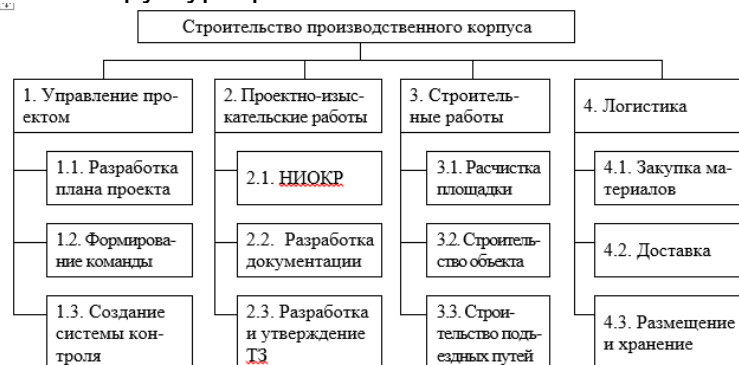 Строительство производственного корпуса
1. Управление про-
ектом
2. Проектно-изыс-
кательские работы
3. Строитель-
ные работы
4. Логистика
1.1. Разработка
плана проекта
2.1. НИОКР
3.1. Расчистка
площадки
4.1. Закупка ма-
териалов
1.2. Формирова-
ние команды
2.2. Разработка
документации
3.2. Строитель-
ство объекта
4.2. Доставка
1.3. Создание
системы кон-
троля
2.3. Разработка
и утверждение
ТЗ
3.3. Строи-
тельство подъ-
ездных путей
4.3. Размещение
и хранение